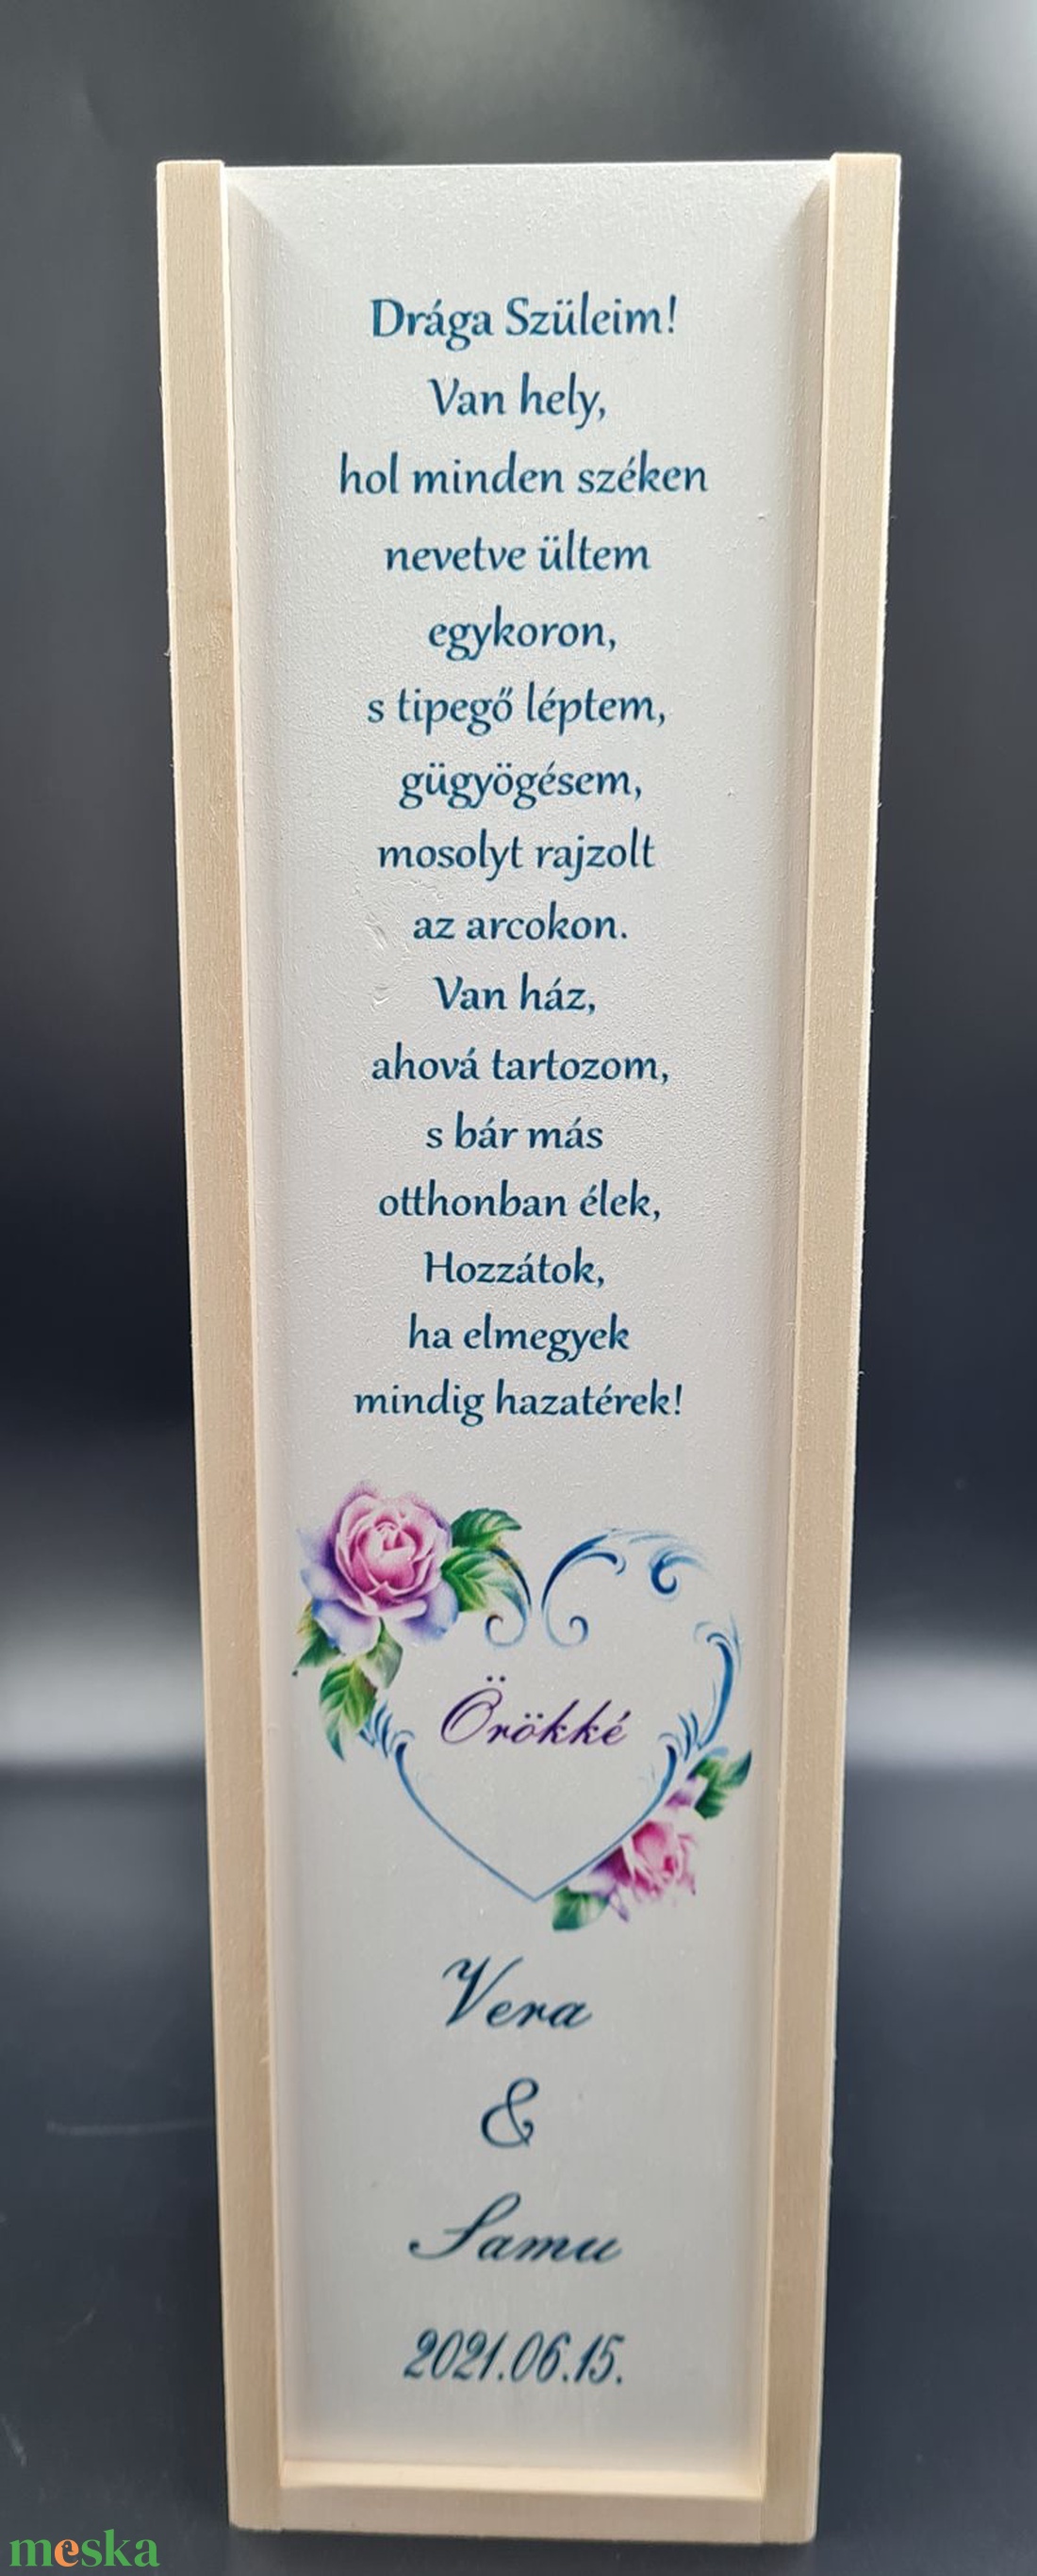 Drága Szüleim!
Van hely,
hol minden széken
nevetve ültem
egykoron,
s tipegő léptem,
gügyögésem,
mosolyt rajzolt
az arcokon.
Van ház,
ahová tartozom,
s bár más
otthonban élek,
Hozzátok,
ha elmegyek
mindig hazatérek!
Örökké
Vera
&
Samu
2021.06.15.
meska